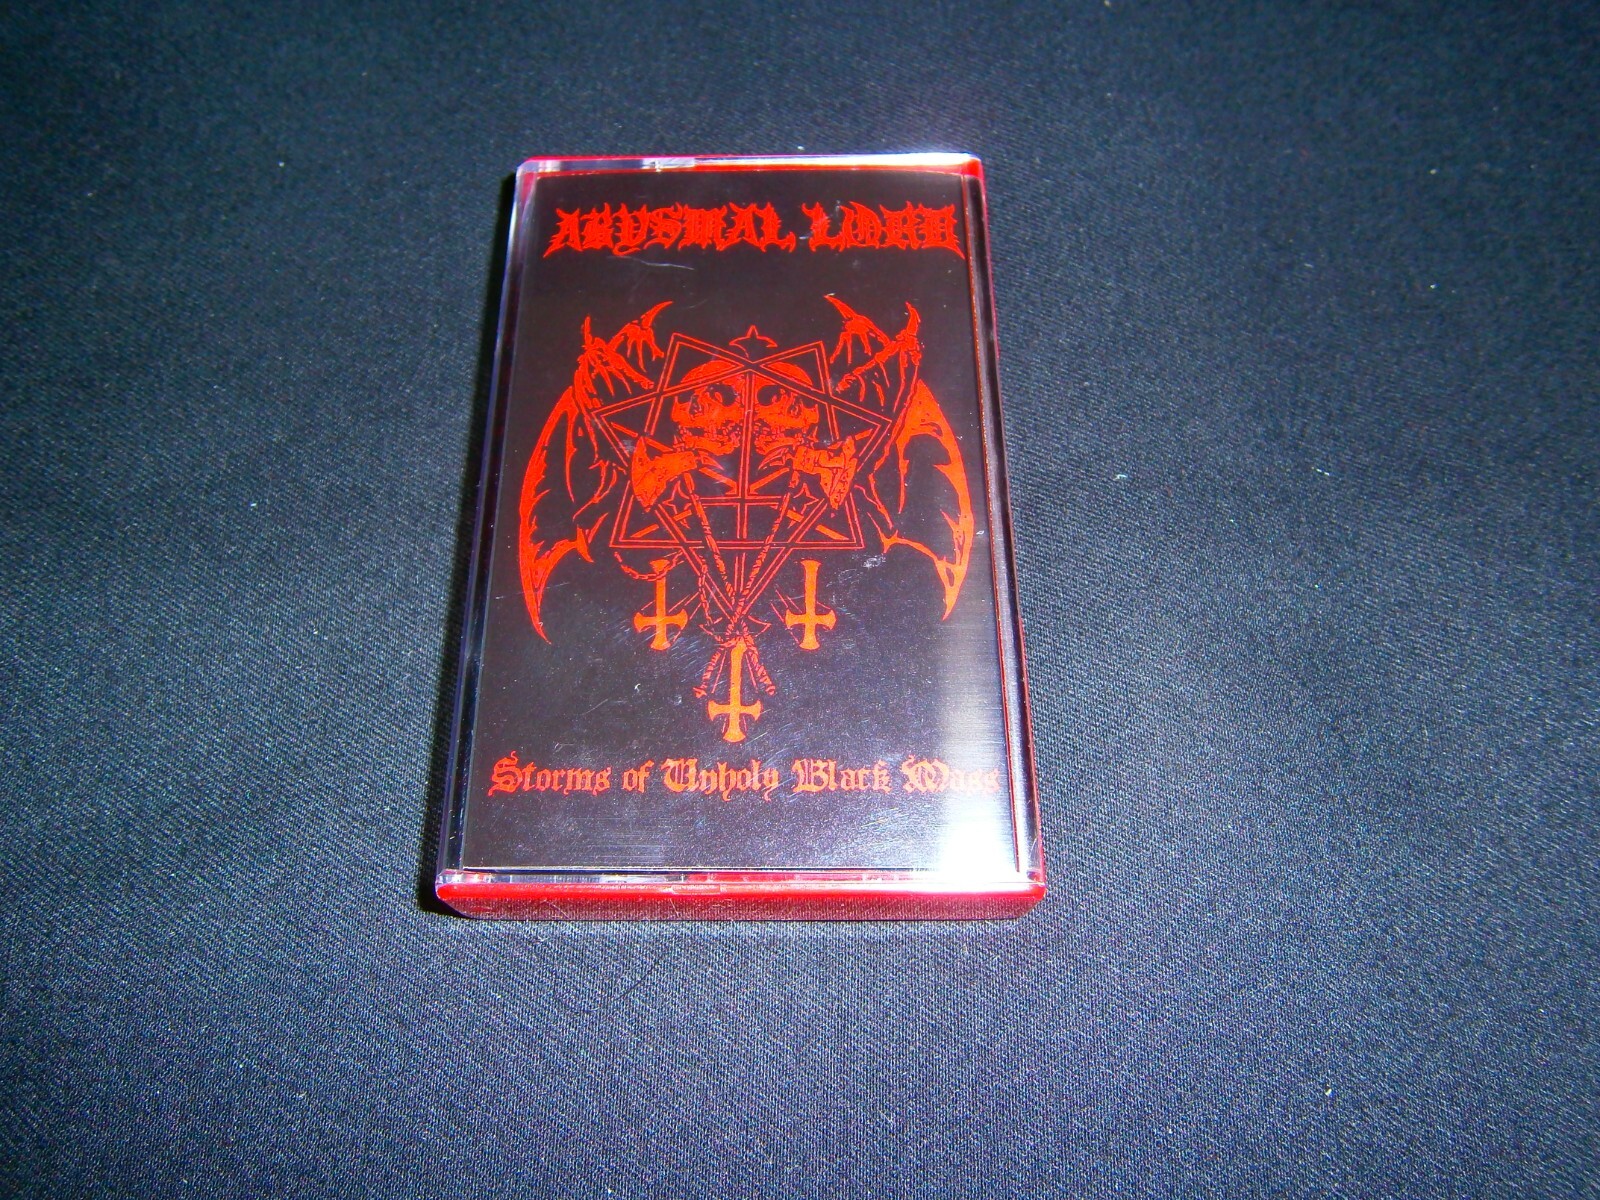 ABYSMAL LORD
Storms of Unholy Black Mass